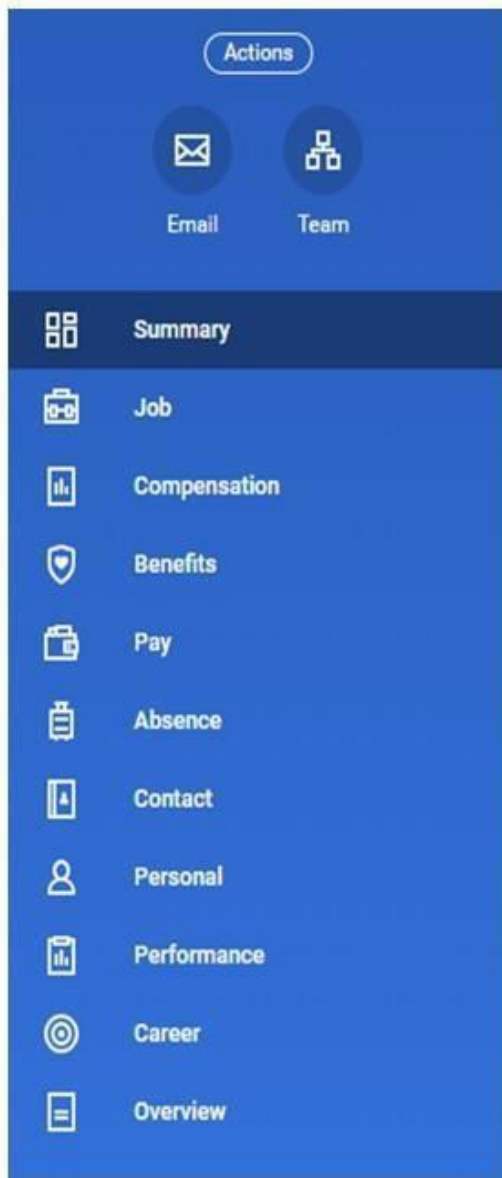 Actions
Email Team
Summary
Job
Compensation
Benefits
Pay
Absence
Contact
Personal
Performance
Career
Overview